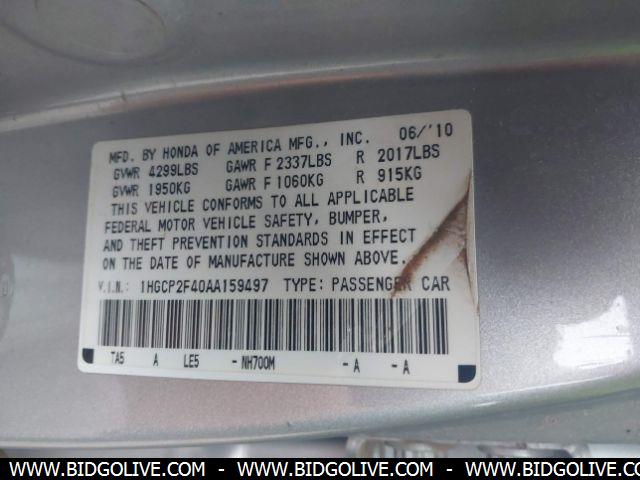 MFD. BY HONDA OF AMERICA MFG., INC. 06/'10
GVWR 4299LBS GAWR F 2337LBS R 2017LBS
GVWR 1950KG GAWR F 1060KG R 915KG
THIS VEHICLE CONFORMS TO ALL APPLICABLE
FEDERAL MOTOR VEHICLE SAFETY, BUMPER,
AND THEFT PREVENTION STANDARDS IN EFFECT
ON THE DATE OF MANUFACTURE SHOWN ABOVE.
V.I.N.: 1HGCP2F40AA159497 TYPE: PASSENGER CAR
TA5 A LE5 -NH700M -A -A
WWW.BIDGOLIVE.COM - WWW.BIDGOLIVE.COM - WWW.BIDGOLIVE.COM